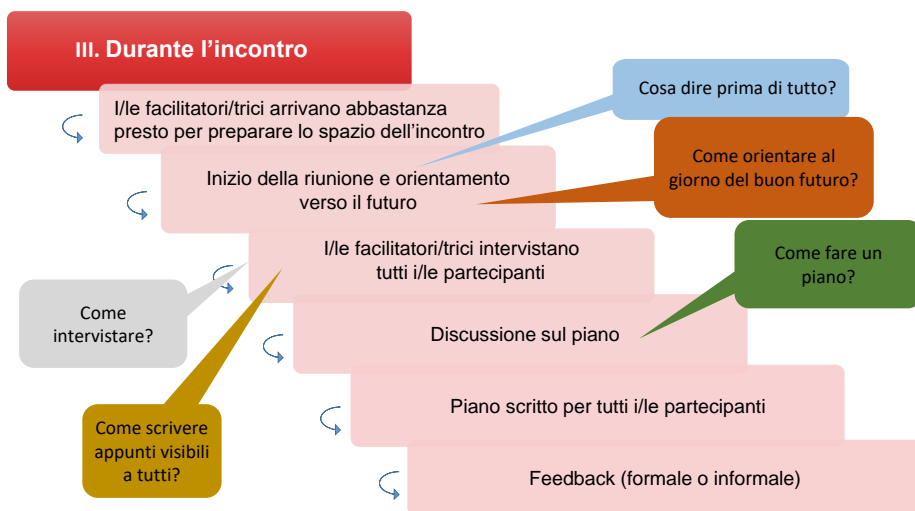 III. Durante l'incontro
I/le facilitatori/trici arrivano abbastanza
presto per preparare lo spazio dell'incontro
Cosa dire prima di tutto?
Inizio della riunione e orientamento
verso il futuro
Come orientare al
giorno del buon futuro?
I/le facilitatori/trici intervistano
tutti i/le partecipanti
Come fare un
piano?
Come
intervistare?
Discussione sul piano
Piano scritto per tutti i/le partecipanti
Come scrivere
appunti visibili
a tutti?
Feedback (formale o informale)